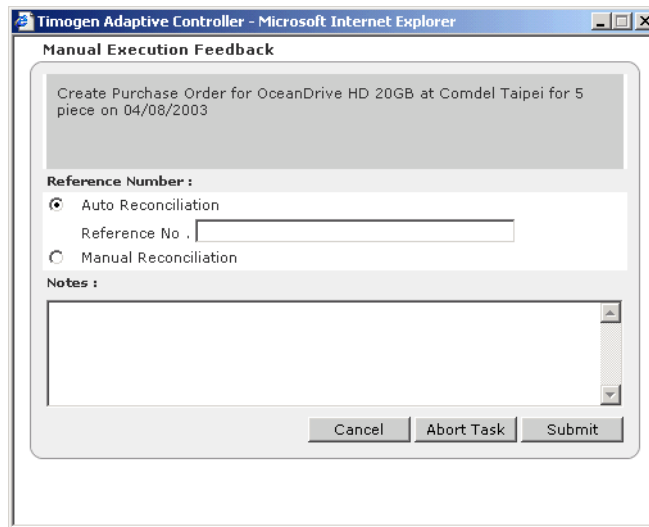 Timogen Adaptive Controller - Microsoft Internet Explorer
Manual Execution Feedback
Create Purchase Order for OceanDrive HD 20GB at Comdel Taipei for 5
piece on 04/08/2003
Reference Number :
Auto Reconciliation
Reference No .
Manual Reconciliation
Notes :
Cancel Abort Task Submit